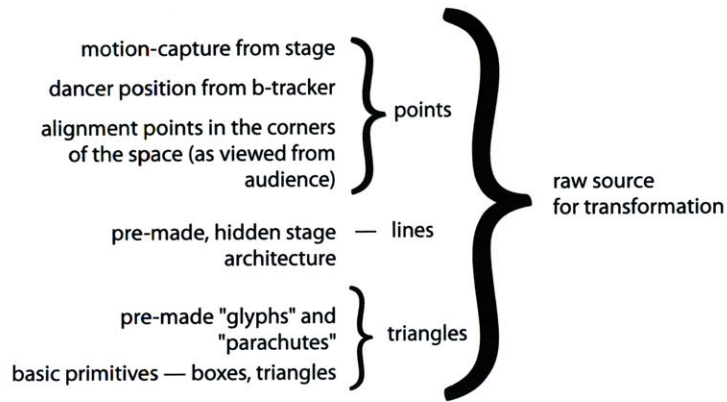 motion-capture from stage
dancer position from b-tracker
alignment points in the corners
of the space (as viewed from
audience)
points
pre-made, hidden stage
architecture
— lines
pre-made "glyphs" and
"parachutes"
basic primitives — boxes, triangles
triangles
raw source
for transformation